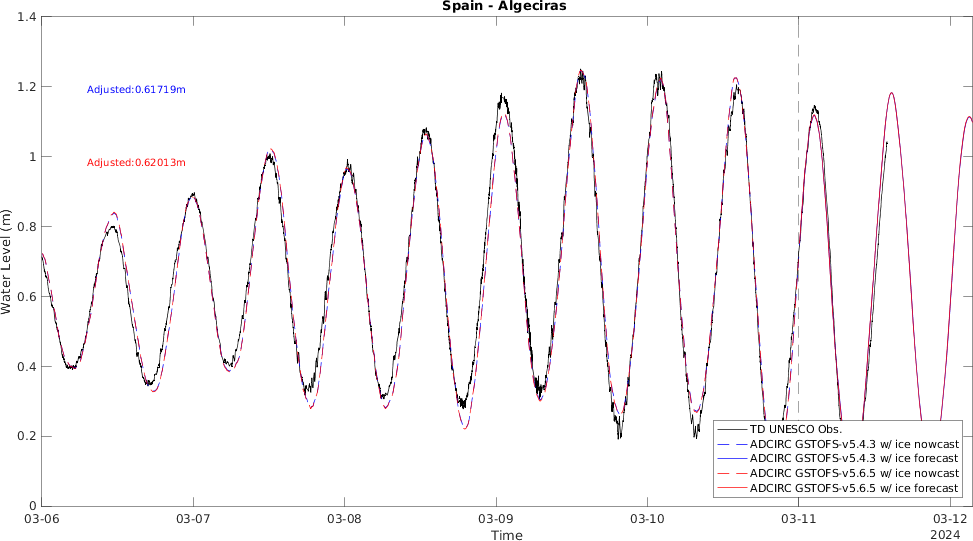 Spain - Algeciras
1.4
1.2
1
0.8
0.6
0.4
0.2
0
Water Level (m)
Adjusted:0.61719m
Adjusted:0.62013m
TD UNESCO Obs.
ADCIRC GSTOFS-v5.4.3 w/ ice nowcast
ADCIRC GSTOFS-v5.4.3 w/ ice forecast
ADCIRC GSTOFS-v5.6.5 w/ ice nowcast
ADCIRC GSTOFS-v5.6.5 w/ ice forecast
03-06 03-07 03-08 03-09 03-10 03-11 03-12
Time
2024